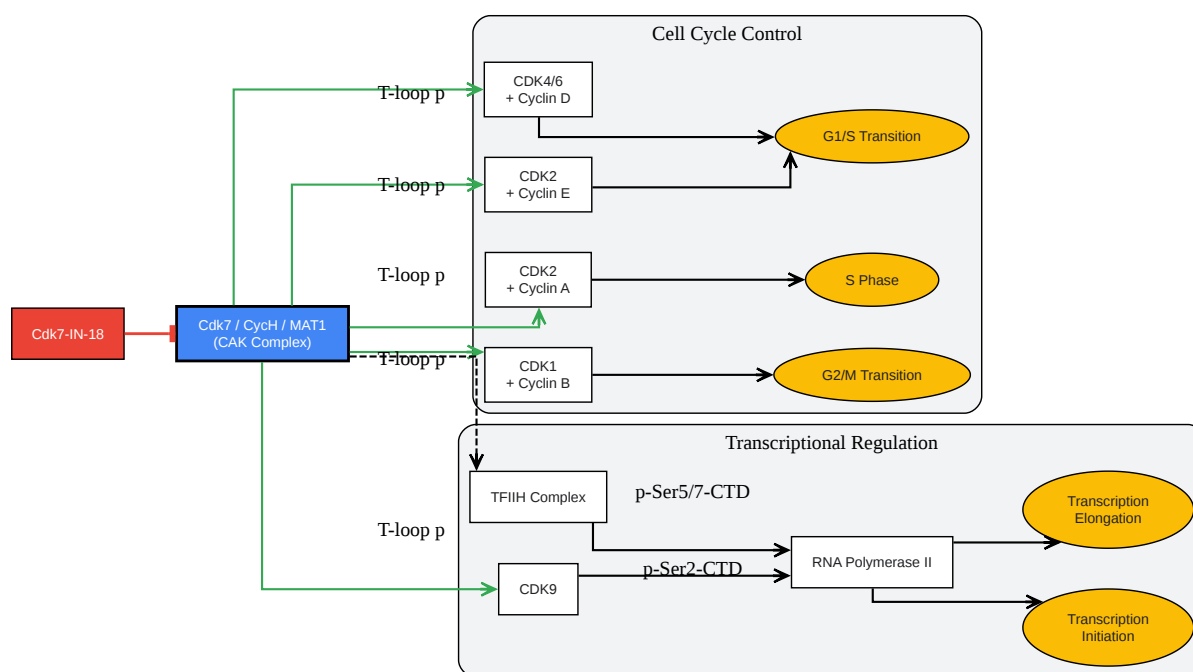 Cell Cycle Control
CDK4/6
+ Cyclin D
T-loop p
G1/S Transition
CDK2
+ Cyclin E
T-loop p
CDK2
+ Cyclin A
T-loop p
S Phase
Cdk7-IN-18
Cdk7 / CycH / MAT1
(CAK Complex)
T-loop p
CDK1
+ Cyclin B
G2/M Transition
Transcriptional Regulation
TFIIH Complex
p-Ser5/7-CTD
Transcription
Elongation
T-loop p
RNA Polymerase II
p-Ser2-CTD
CDK9
Transcription
Initiation